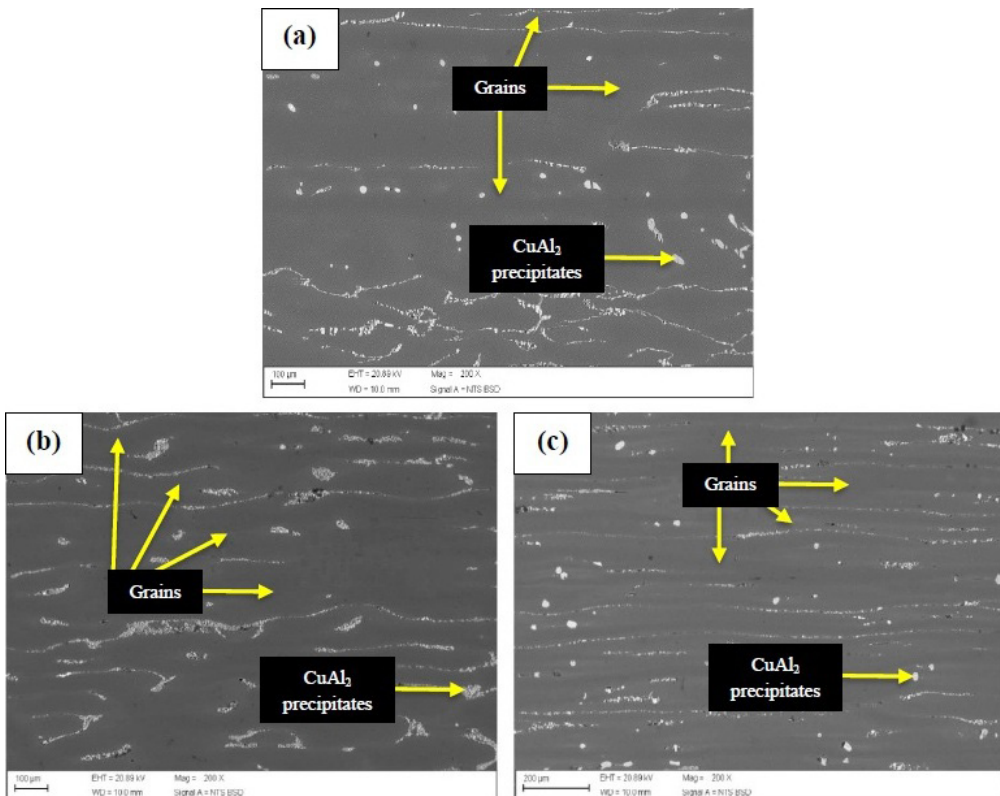 (a)
Grains
CuAl₂
precipitates
100 µm
EHT = 20.89 kV
Mag = 200 X
WD = 10.0 mm
Signal A = NTS BSD
(b)
Grains
CuAl₂
precipitates
100 µm
EHT = 20.89 kV
Mag = 200 X
WD = 10.0 mm
Signal A = NTS BSD
(c)
Grains
CuAl₂
precipitates
200 µm
EHT = 20.89 kV
Mag = 200 X
WD = 10.0 mm
Signal A = NTS BSD